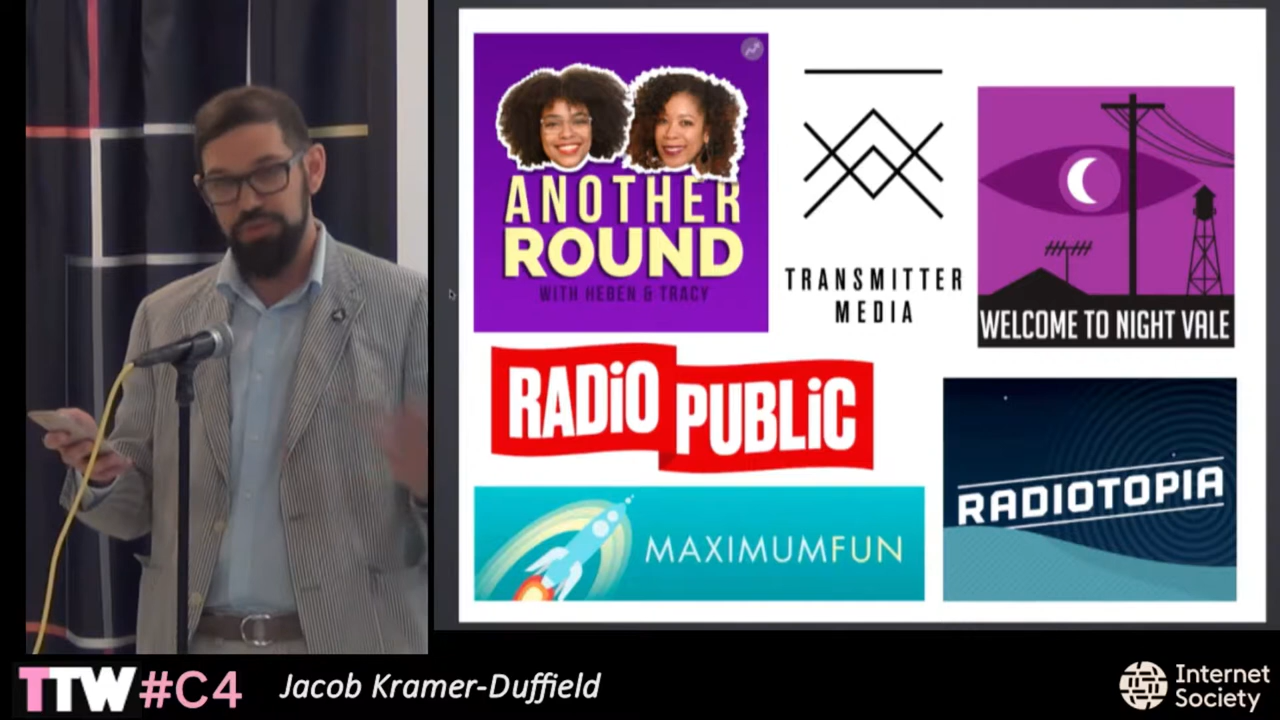 ANOTHER
ROUND
WITH HEBEN & TRACY
TRANSMITTER
MEDIA
WELCOME TO NIGHT VALE
RADiO
PUBLiC
MAXIMUMFUN
RADIOTOPIA
TTW#C4
Jacob Kramer-Duffield
Internet
Society